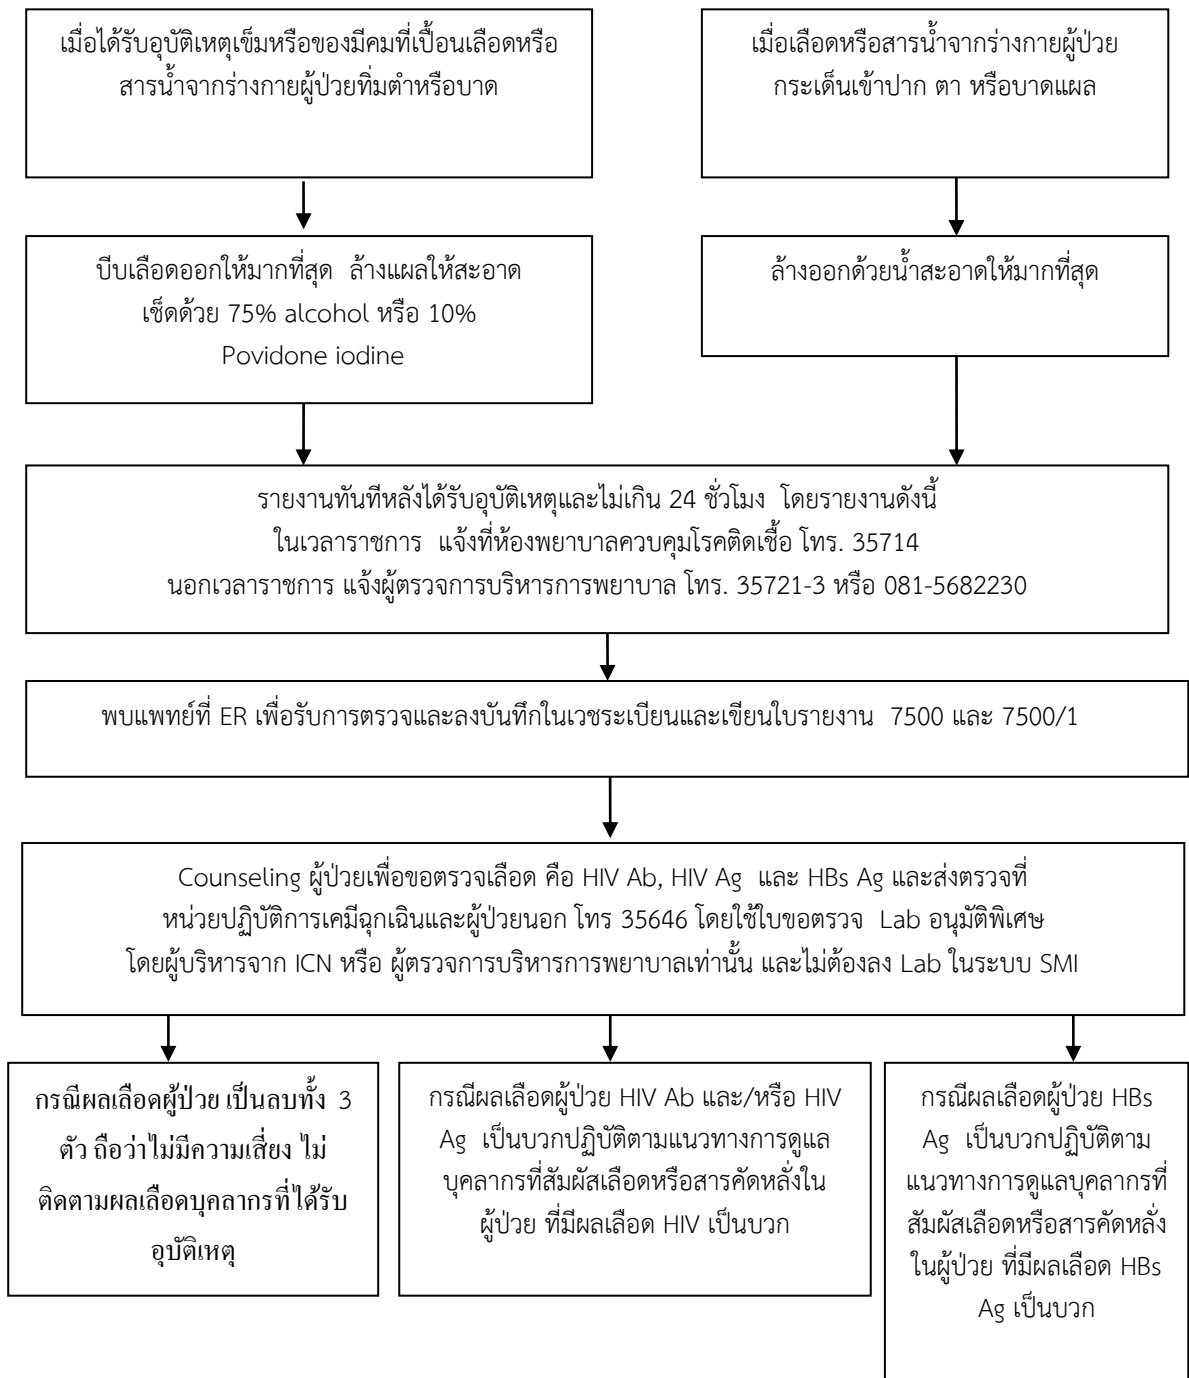 เมื่อได้รับอุบัติเหตุเข็มหรือของมีคมที่เปื้อนเลือดหรือ
สารน้ำจากร่างกายผู้ป่วยทิ่มตำหรือบาด
เมื่อเลือดหรือสารน้ำจากร่างกายผู้ป่วย
กระเด็นเข้าปาก ตา หรือบาดแผล
บีบเลือดออกให้มากที่สุด ล้างแผลให้สะอาด
เช็ดด้วย 75% alcohol หรือ 10%
Povidone iodine
ล้างออกด้วยน้ำสะอาดให้มากที่สุด
รายงานทันทีหลังได้รับอุบัติเหตุและไม่เกิน 24 ชั่วโมง โดยรายงานดังนี้
ในเวลาราชการ แจ้งที่ห้องพยาบาลควบคุมโรคติดเชื้อ โทร. 35714
นอกเวลาราชการ แจ้งผู้ตรวจการบริหารการพยาบาล โทร. 35721-3 หรือ 081-5682230
พบแพทย์ที่ ER เพื่อรับการตรวจและลงบันทึกในเวชระเบียนและเขียนใบรายงาน 7500 และ 7500/1
Counseling ผู้ป่วยเพื่อขอตรวจเลือด คือ HIV Ab, HIV Ag และ HBs Ag และส่งตรวจที่
หน่วยปฏิบัติการเคมีฉุกเฉินและผู้ป่วยนอก โทร 35646 โดยใช้ใบขอตรวจ Lab อนุมัติพิเศษ
โดยผู้บริหารจาก ICN หรือ ผู้ตรวจการบริหารการพยาบาลเท่านั้น และไม่ต้องลง Lab ในระบบ SMI
กรณีผลเลือดผู้ป่วย เป็นลบทั้ง 3
ตัว ถือว่าไม่มีความเสี่ยง ไม่
ติดตามผลเลือดบุคลากรที่ได้รับ
อุบัติเหตุ
กรณีผลเลือดผู้ป่วย HIV Ab และ/หรือ HIV
Ag เป็นบวกปฏิบัติตามแนวทางการดูแล
บุคลากรที่สัมผัสเลือดหรือสารคัดหลั่งใน
ผู้ป่วย ที่มีผลเลือด HIV เป็นบวก
กรณีผลเลือดผู้ป่วย HBs
Ag เป็นบวกปฏิบัติตาม
แนวทางการดูแลบุคลากรที่
สัมผัสเลือดหรือสารคัดหลั่ง
ในผู้ป่วย ที่มีผลเลือด HBs
Ag เป็นบวก